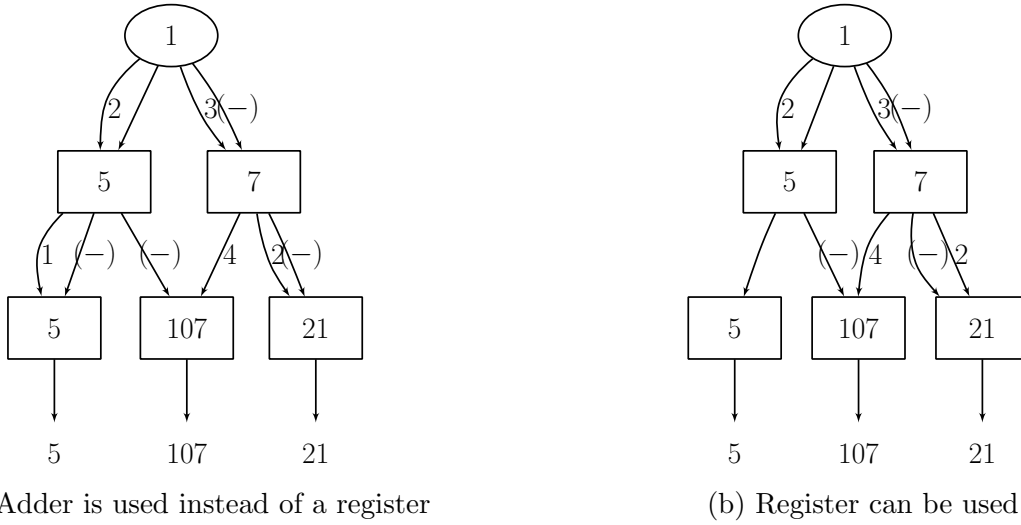 1 1
2 3 (−) 2 3 (−)
5 7 5 7
1 (−) (−) 4 2 (−) (−) 4 (−) 2
5 107 21 5 107 21
5 107 21 5 107 21
Adder is used instead of a register (b) Register can be used